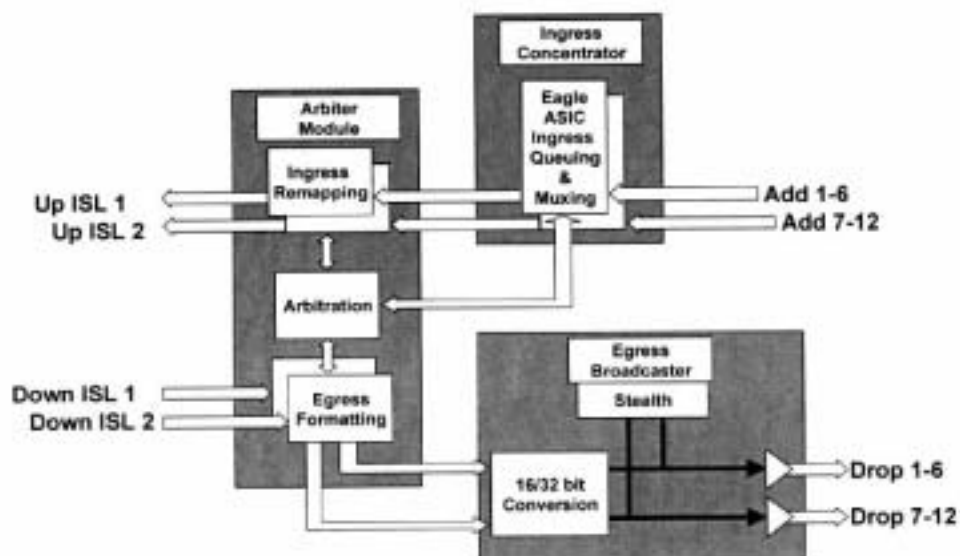 Ingress
Concentrator
Eagle
ASIC
Ingress
Queuing
&
Muxing
Arbiter
Module
Ingress
Remapping
Up ISL 1
Up ISL 2
Add 1-6
Add 7-12
Arbitration
Egress
Broadcaster
Stealth
Down ISL 1
Down ISL 2
Egress
Formatting
16/32 bit
Conversion
Drop 1-6
Drop 7-12